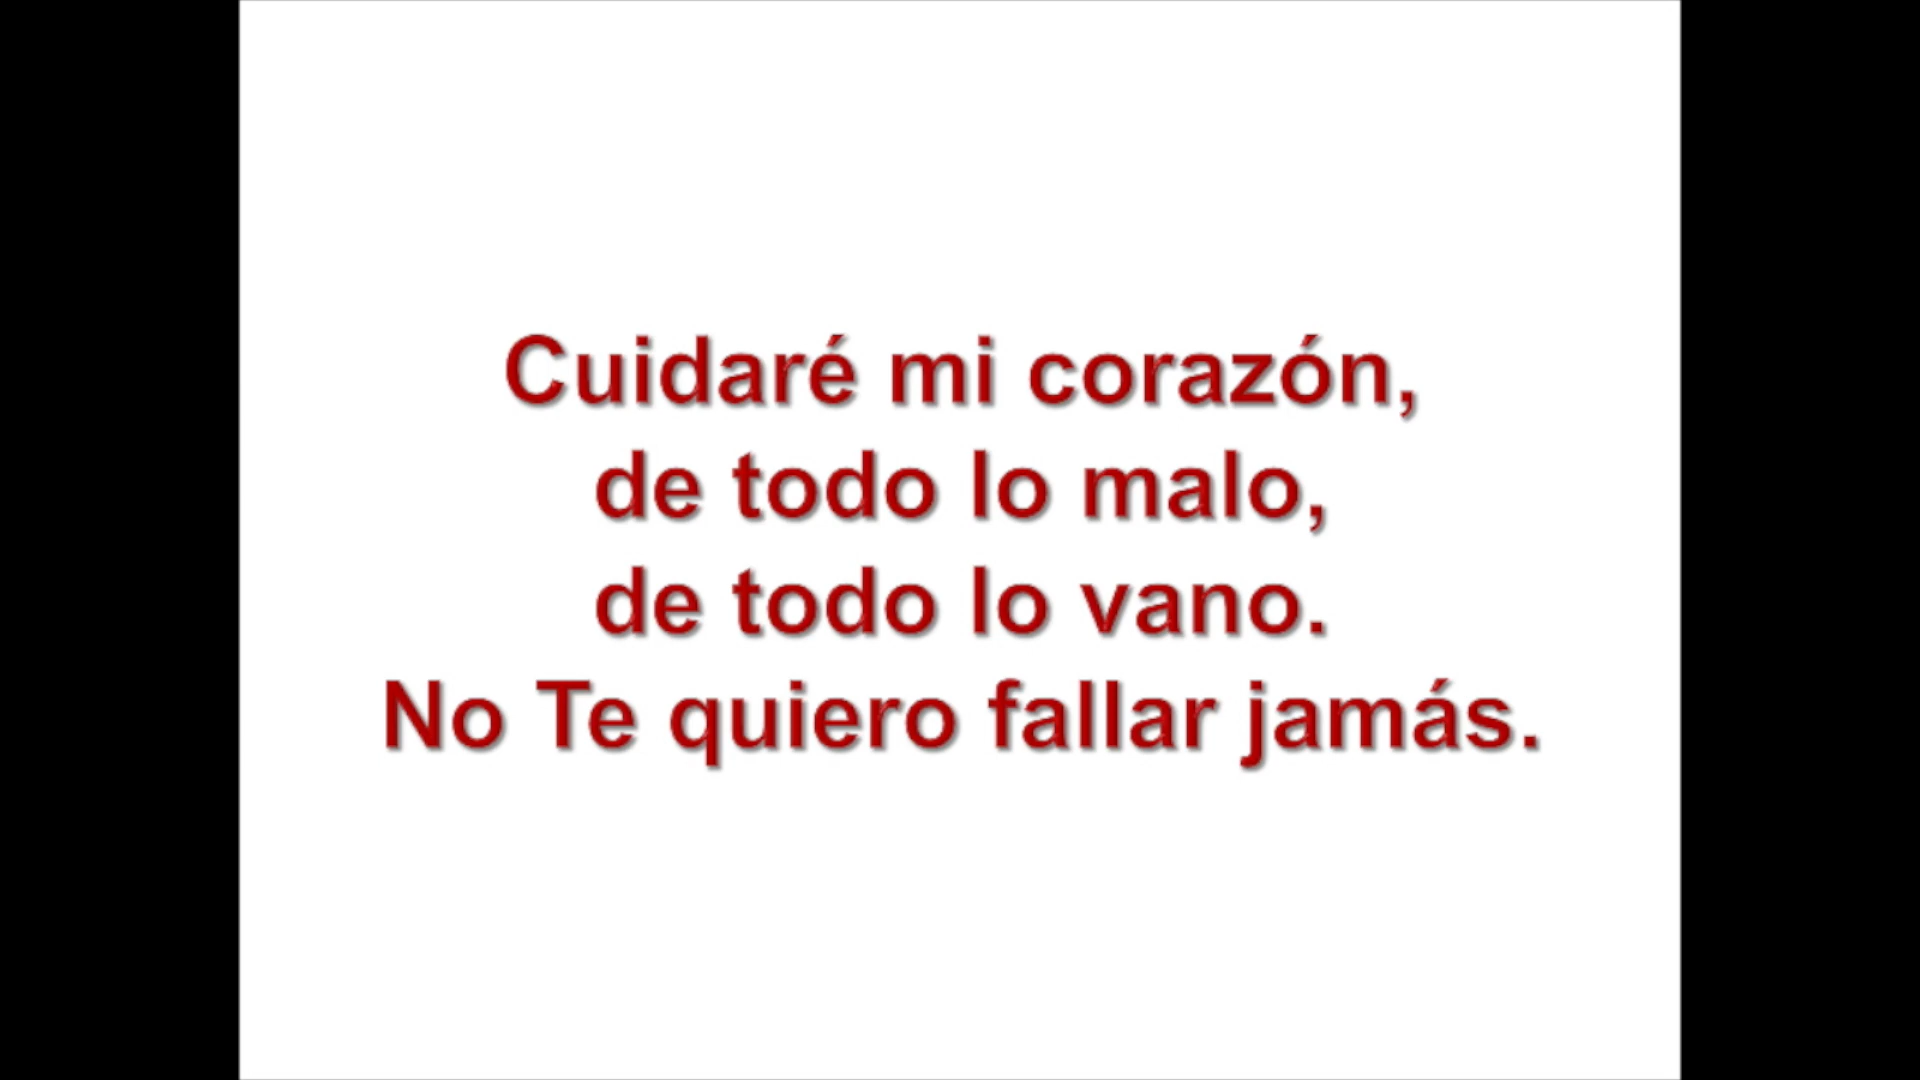 Cuidaré mi corazón,
de todo lo malo,
de todo lo vano.
No Te quiero fallar jamás.